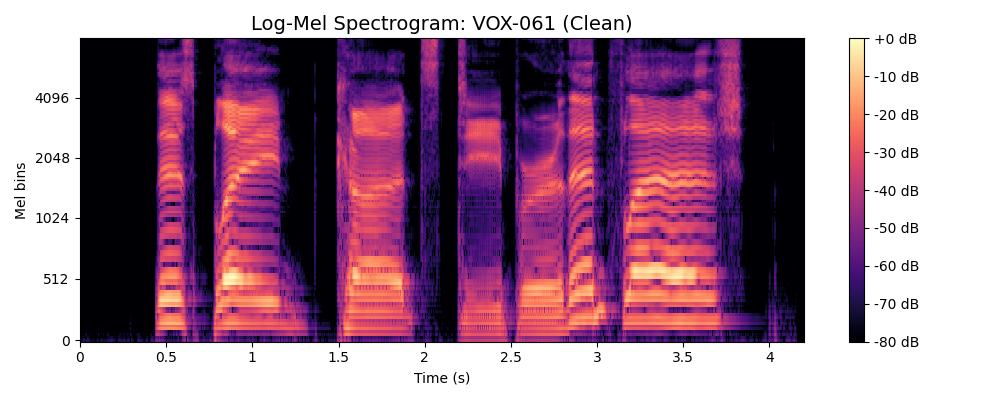 Log-Mel Spectrogram: VOX-061 (Clean)
Mel bins
4096
2048
1024
512
0
0 0.5 1 1.5 2 2.5 3 3.5 4
Time (s)
+0 dB
-10 dB
-20 dB
-30 dB
-40 dB
-50 dB
-60 dB
-70 dB
-80 dB